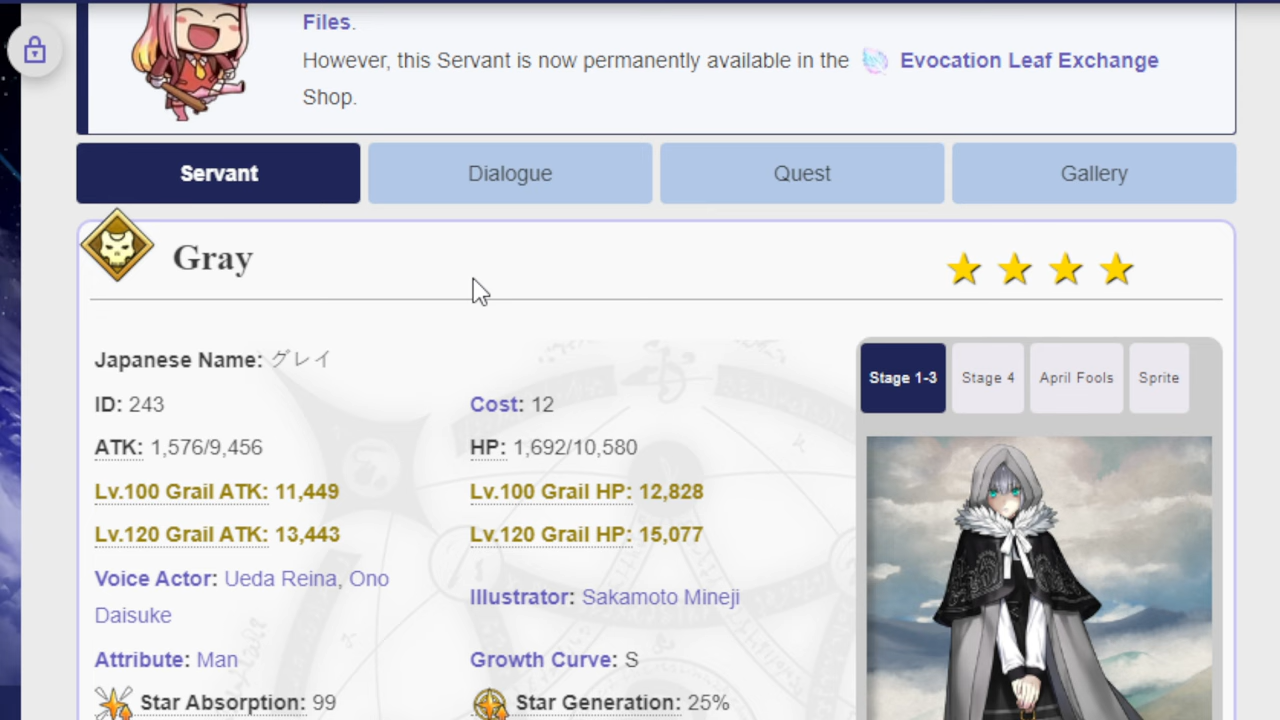 Files.
However, this Servant is now permanently available in the Evocation Leaf Exchange
Shop.
Servant
Dialogue
Quest
Gallery
Gray
Japanese Name: グレイ
ID: 243
Cost: 12
ATK: 1,576/9,456
HP: 1,692/10,580
Lv.100 Grail ATK: 11,449
Lv.100 Grail HP: 12,828
Lv.120 Grail ATK: 13,443
Lv.120 Grail HP: 15,077
Voice Actor: Ueda Reina, Ono
Daisuke
Illustrator: Sakamoto Mineji
Attribute: Man
Growth Curve: S
Star Absorption: 99
Star Generation: 25%
Stage 1-3
Stage 4
April Fools
Sprite